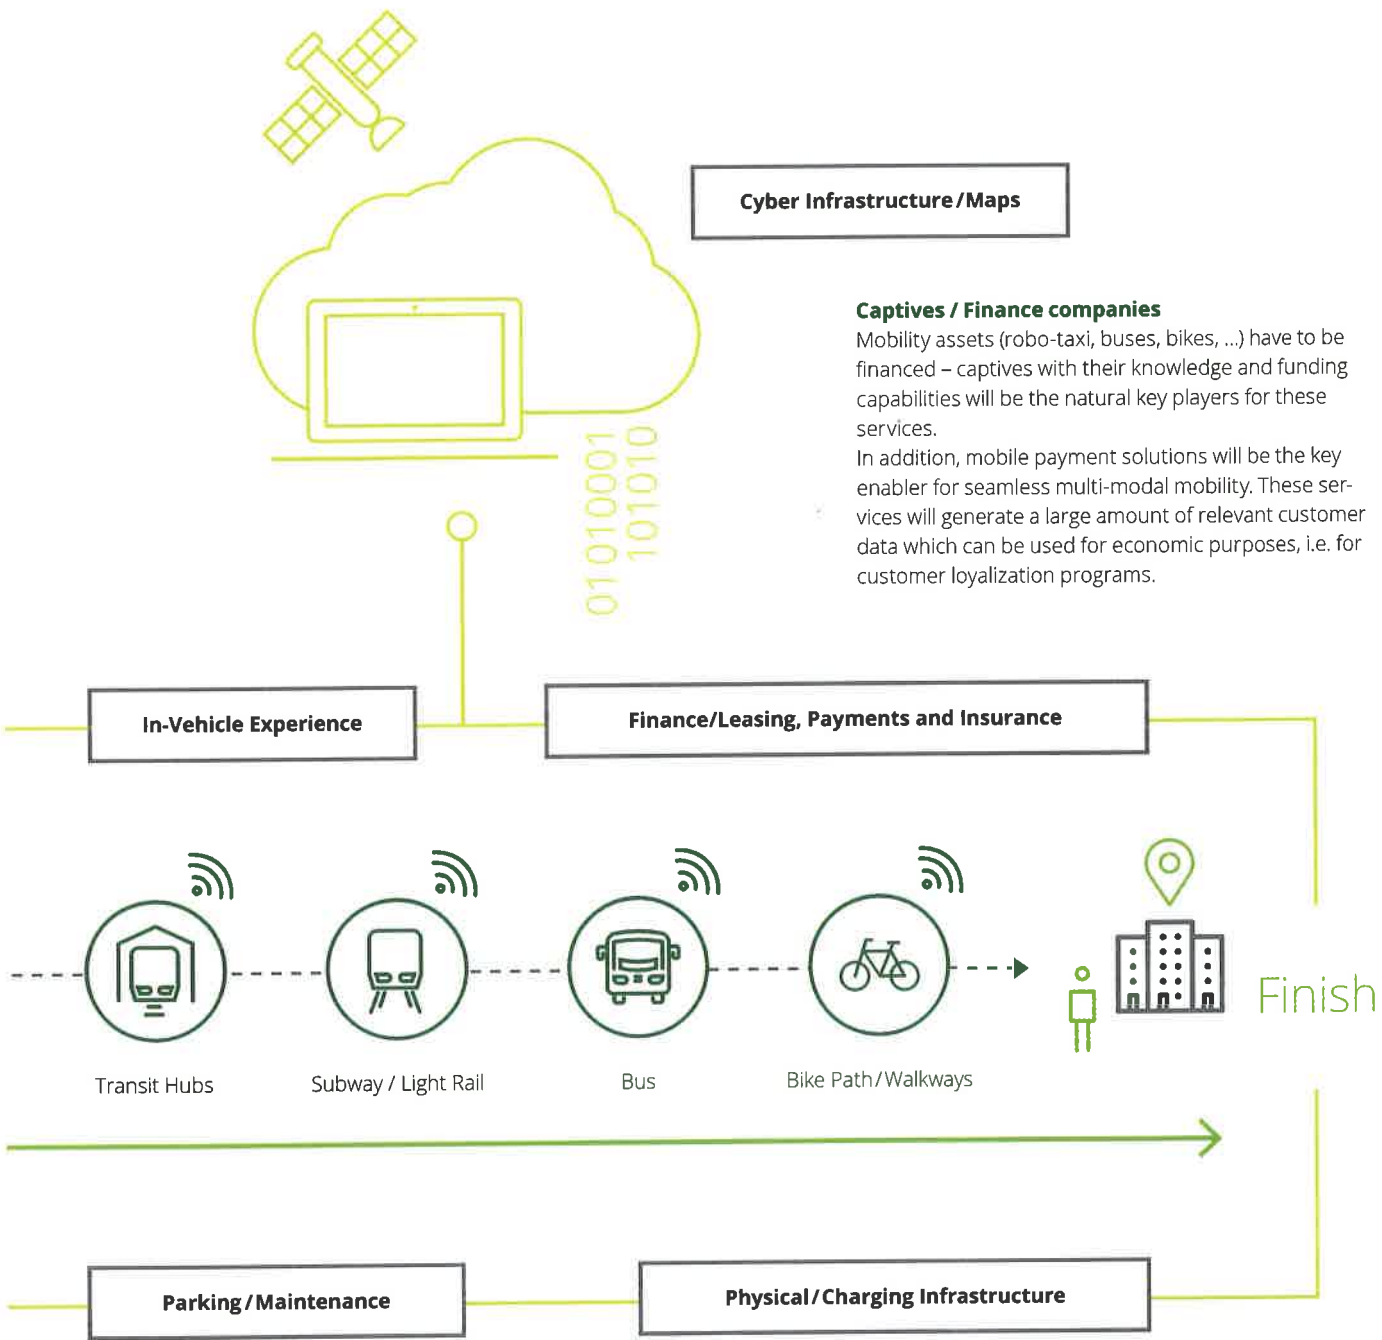 Cyber Infrastructure/Maps
Captives / Finance companies
Mobility assets (robo-taxi, buses, bikes, ...) have to be
financed – captives with their knowledge and funding
capabilities will be the natural key players for these
services.
In addition, mobile payment solutions will be the key
enabler for seamless multi-modal mobility. These ser-
vices will generate a large amount of relevant customer
data which can be used for economic purposes, i.e. for
customer loyalization programs.
01010001
101010
In-Vehicle Experience
Finance/Leasing, Payments and Insurance
Finish
Transit Hubs
Subway / Light Rail
Bus
Bike Path/Walkways
Parking/Maintenance
Physical/Charging Infrastructure